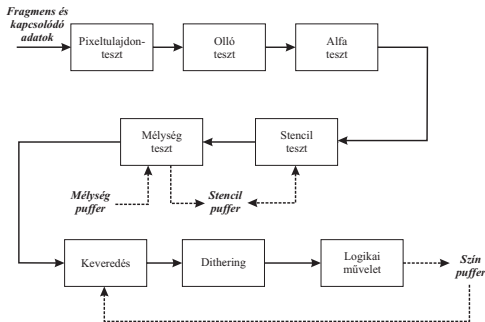 Fragmens és
kapcsolódó
adatok
Pixeltulajdon-
teszt
Olló
teszt
Alfa
teszt
Mélység
teszt
Stencil
teszt
Mélység
puffer
Stencil
puffer
Keveredés
Dithering
Logikai
művelet
Szín
puffer